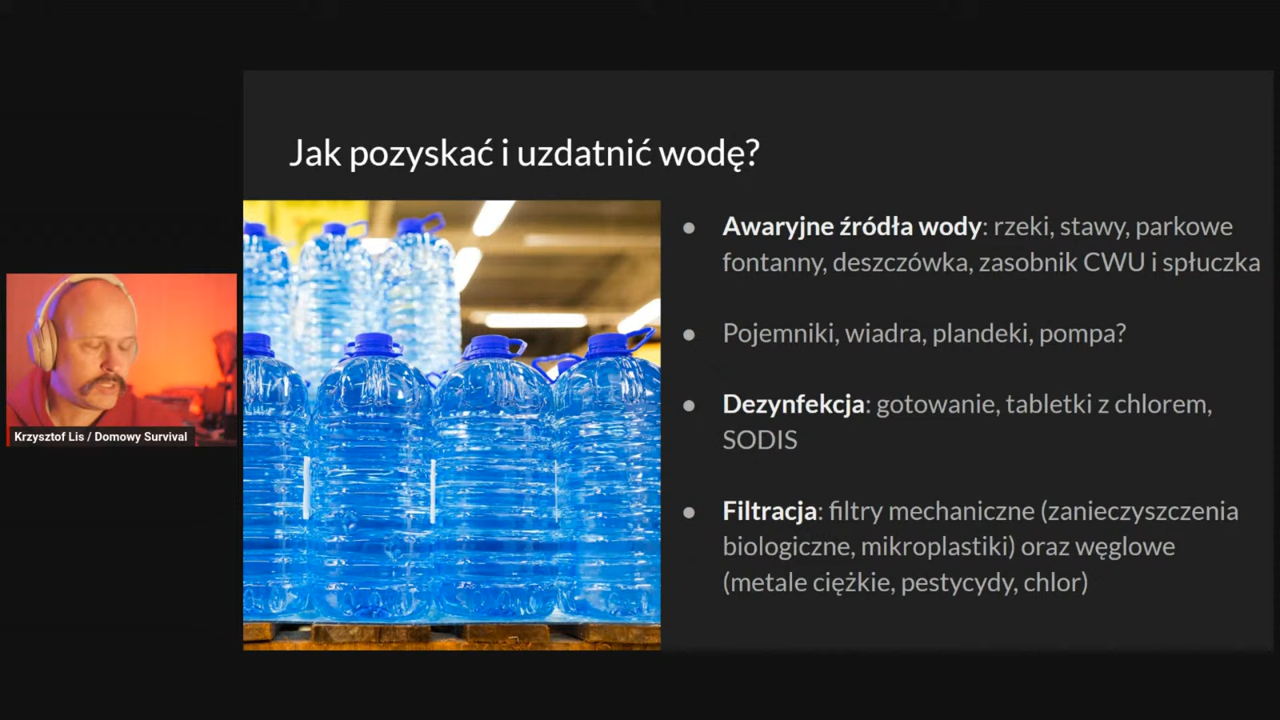 Jak pozyskać i uzdatnić wodę?
Awaryjne źródła wody: rzeki, stawy, parkowe
fontanny, deszczówka, zasobnik CWU i spłuczka
Pojemniki, wiadra, plandeki, pompa?
Dezynfekcja: gotowanie, tabletki z chlorem,
SODIS
Filtracja: filtry mechaniczne (zanieczyszczenia
biologiczne, mikroplastiki) oraz węglowe
(metale ciężkie, pestycydy, chlor)
Krzysztof Lis / Domowy Survival